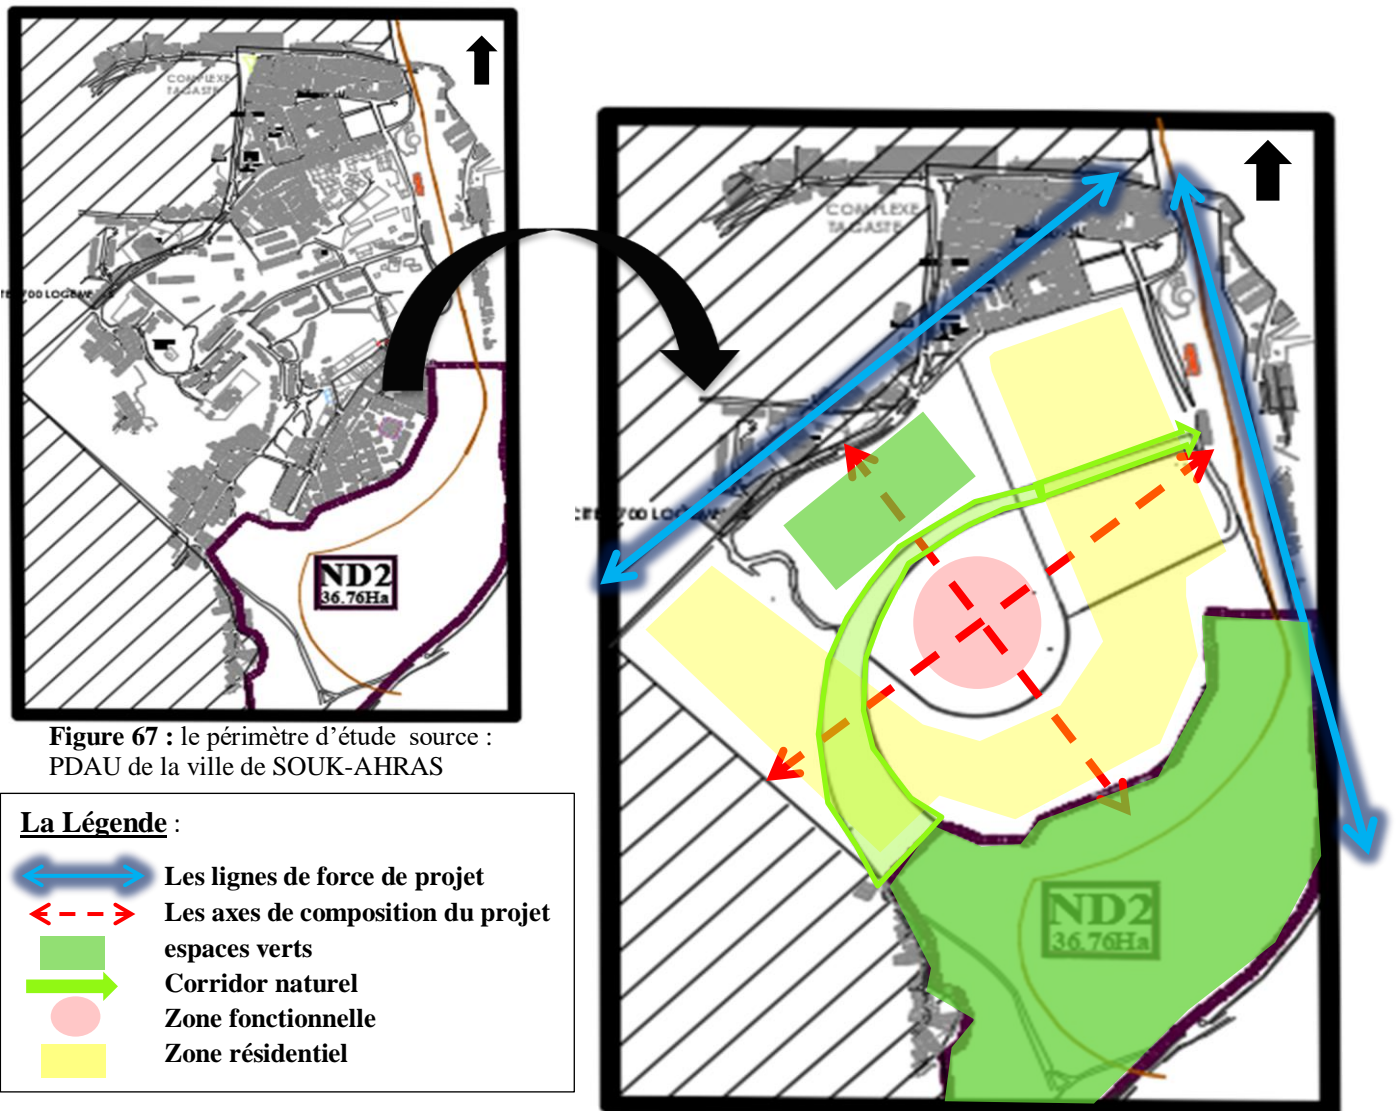 COMPLEXE
TAGASTE
700 LOGEM
ND2
36.76Ha
Figure 67 : le périmètre d’étude source :
PDAU de la ville de SOUK-AHRAS
La Légende :
Les lignes de force de projet
Les axes de composition du projet
espaces verts
Corridor naturel
Zone fonctionnelle
Zone résidentiel
COMPLEXE
TAGASTE
700 LOGEM
ND2
36.76Ha